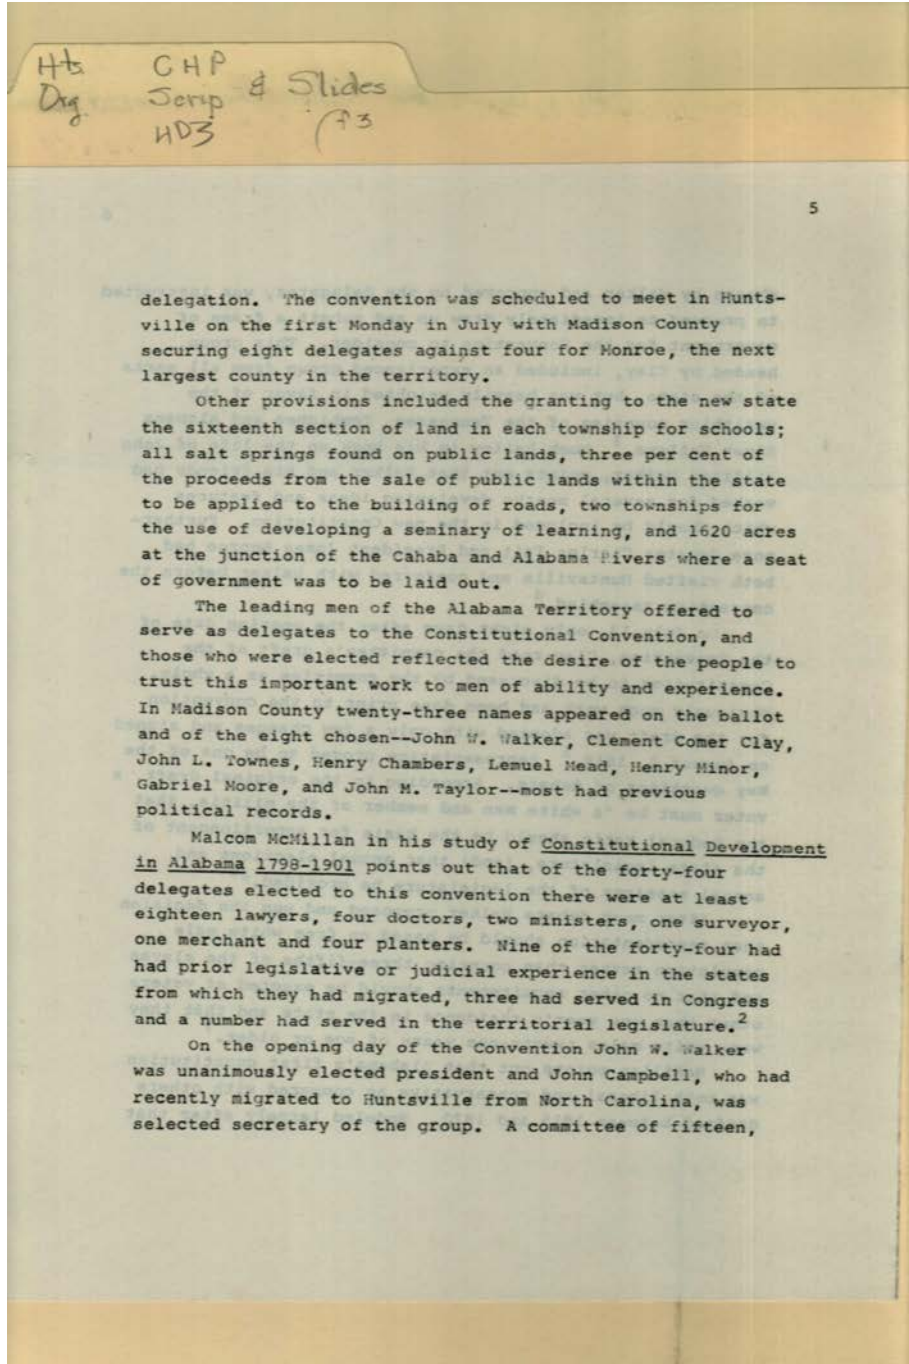 Hts CHP
Org Scrip & Slides
HD3 f3
5
delegation. The convention was scheduled to meet in Hunts-
ville on the first Monday in July with Madison County
securing eight delegates against four for Monroe, the next
largest county in the territory.
Other provisions included the granting to the new state
the sixteenth section of land in each township for schools;
all salt springs found on public lands, three per cent of
the proceeds from the sale of public lands within the state
to be applied to the building of roads, two townships for
the use of developing a seminary of learning, and 1620 acres
at the junction of the Cahaba and Alabama Rivers where a seat
of government was to be laid out.
The leading men of the Alabama Territory offered to
serve as delegates to the Constitutional Convention, and
those who were elected reflected the desire of the people to
trust this important work to men of ability and experience.
In Madison County twenty-three names appeared on the ballot
and of the eight chosen--John W. Walker, Clement Comer Clay,
John L. Townes, Henry Chambers, Lemuel Mead, Henry Minor,
Gabriel Moore, and John M. Taylor--most had previous
political records.
Malcom McMillan in his study of Constitutional Development
in Alabama 1798-1901 points out that of the forty-four
delegates elected to this convention there were at least
eighteen lawyers, four doctors, two ministers, one surveyor,
one merchant and four planters. Nine of the forty-four had
had prior legislative or judicial experience in the states
from which they had migrated, three had served in Congress
and a number had served in the territorial legislature.2
On the opening day of the Convention John W. Walker
was unanimously elected president and John Campbell, who had
recently migrated to Huntsville from North Carolina, was
selected secretary of the group. A committee of fifteen,